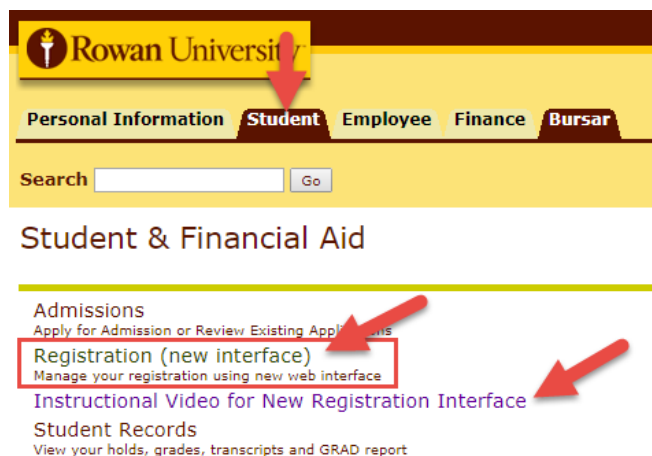 Rowan University
Personal Information Student Employee Finance Bursar
Search Go
Student & Financial Aid
Admissions
Apply for Admission or Review Existing Applications
Registration (new interface)
Manage your registration using new web interface
Instructional Video for New Registration Interface
Student Records
View your holds, grades, transcripts and GRAD report